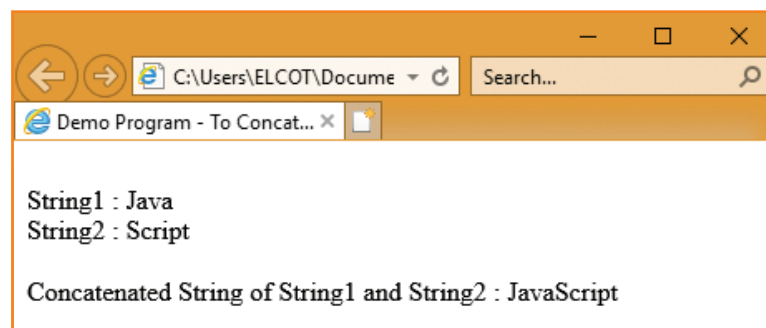 C:\Users\ELCOT\Docume
Search...
Demo Program - To Concat...
String1 : Java
String2 : Script
Concatenated String of String1 and String2 : JavaScript